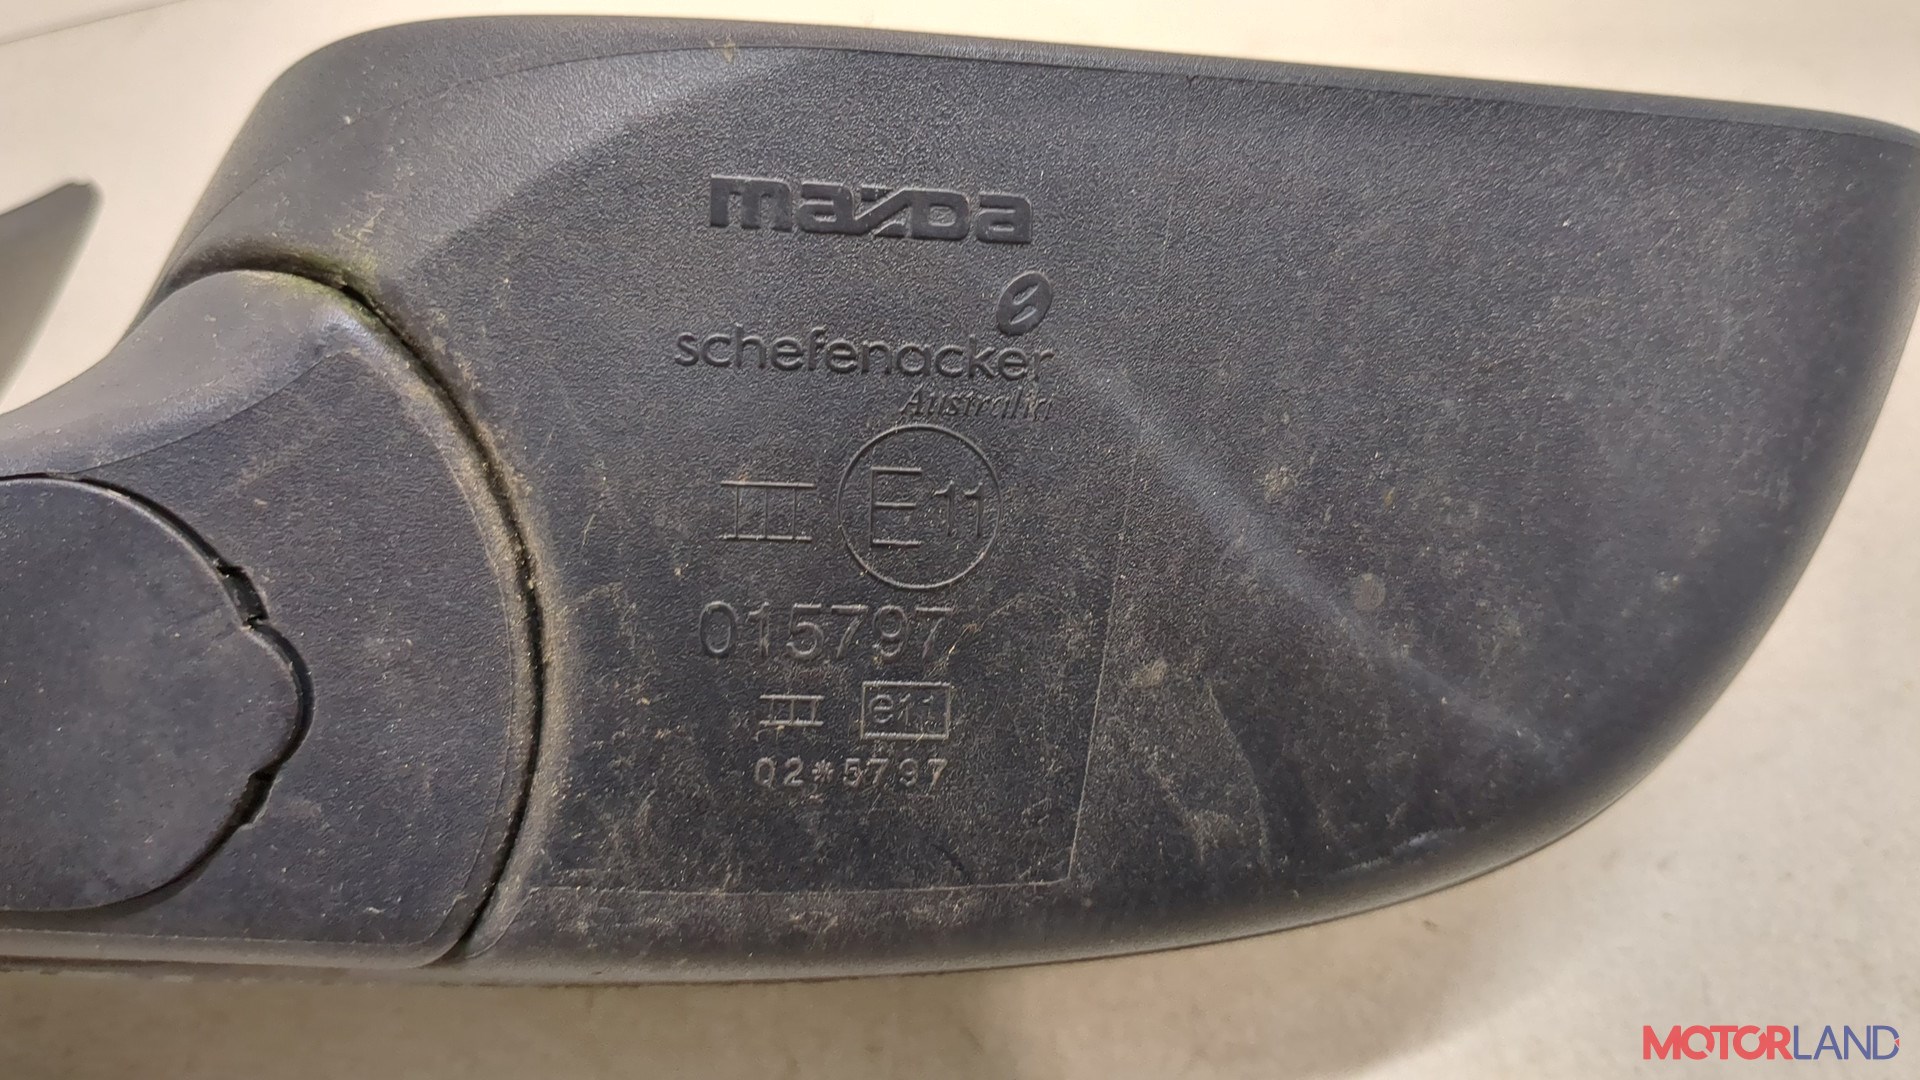 mazda
schefenacker
Australia
III E11
015797
III e11
02*5797
MOTORLAND